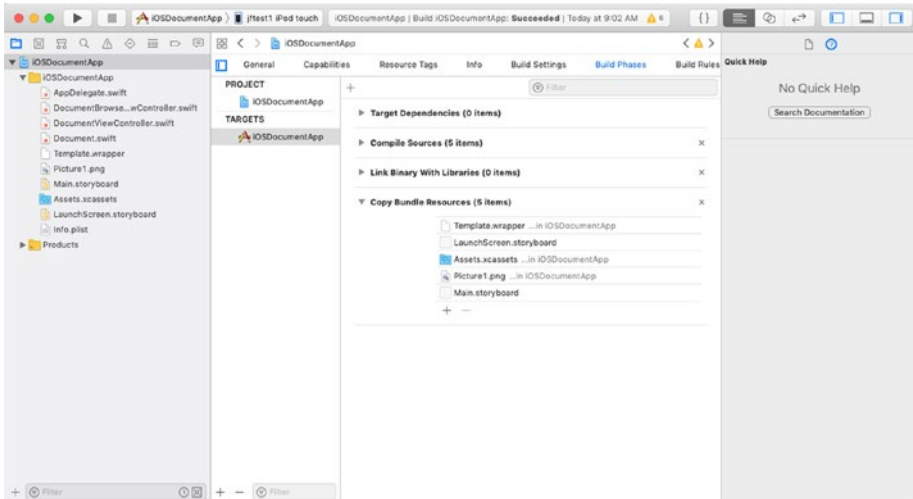 iOSDocumentApp jftest1 iPod touch iOSDocumentApp | Build iOSDocumentApp: Succeeded | Today at 9:02 AM
iOSDocumentApp
General Capabilities Resource Tags Info Build Settings Build Phases Build Rules
Quick Help
No Quick Help
Search Documentation
iOSDocumentApp
iOSDocumentApp
AppDelegate.swift
DocumentBrowse...wController.swift
DocumentViewController.swift
Document.swift
Template.wrapper
Picture1.png
Main.storyboard
Assets.xcassets
LaunchScreen.storyboard
Info.plist
Products
PROJECT
iOSDocumentApp
TARGETS
iOSDocumentApp
Filter
Target Dependencies (0 items)
Compile Sources (5 items)
Link Binary With Libraries (0 items)
Copy Bundle Resources (5 items)
Template.wrapper ...in iOSDocumentApp
LaunchScreen.storyboard
Assets.xcassets ...in iOSDocumentApp
Picture1.png ...in iOSDocumentApp
Main.storyboard
Filter
Filter